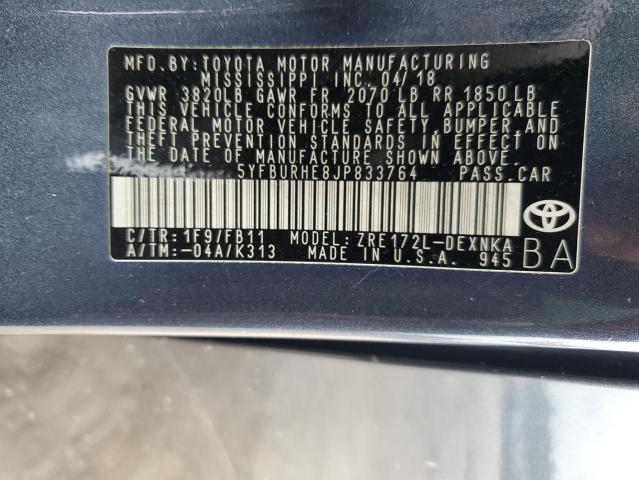 MFD.BY:TOYOTA MOTOR MANUFACTURING
MISSISSIPPI INC.04/18
GVWR 3820LB GAWR FR 2070 LB RR 1850 LB
THIS VEHICLE CONFORMS TO ALL APPLICABLE
FEDERAL MOTOR VEHICLE SAFETY,BUMPER,AND
THEFT PREVENTION STANDARDS IN EFFECT ON
THE DATE OF MANUFACTURE SHOWN ABOVE.
5YFBURHE8JP833764 PASS.CAR
C/TR:1F9/FB11 MODEL:ZRE172L-DEXNKA
A/TM:-04A/K313 MADE IN U.S.A. 945
BA